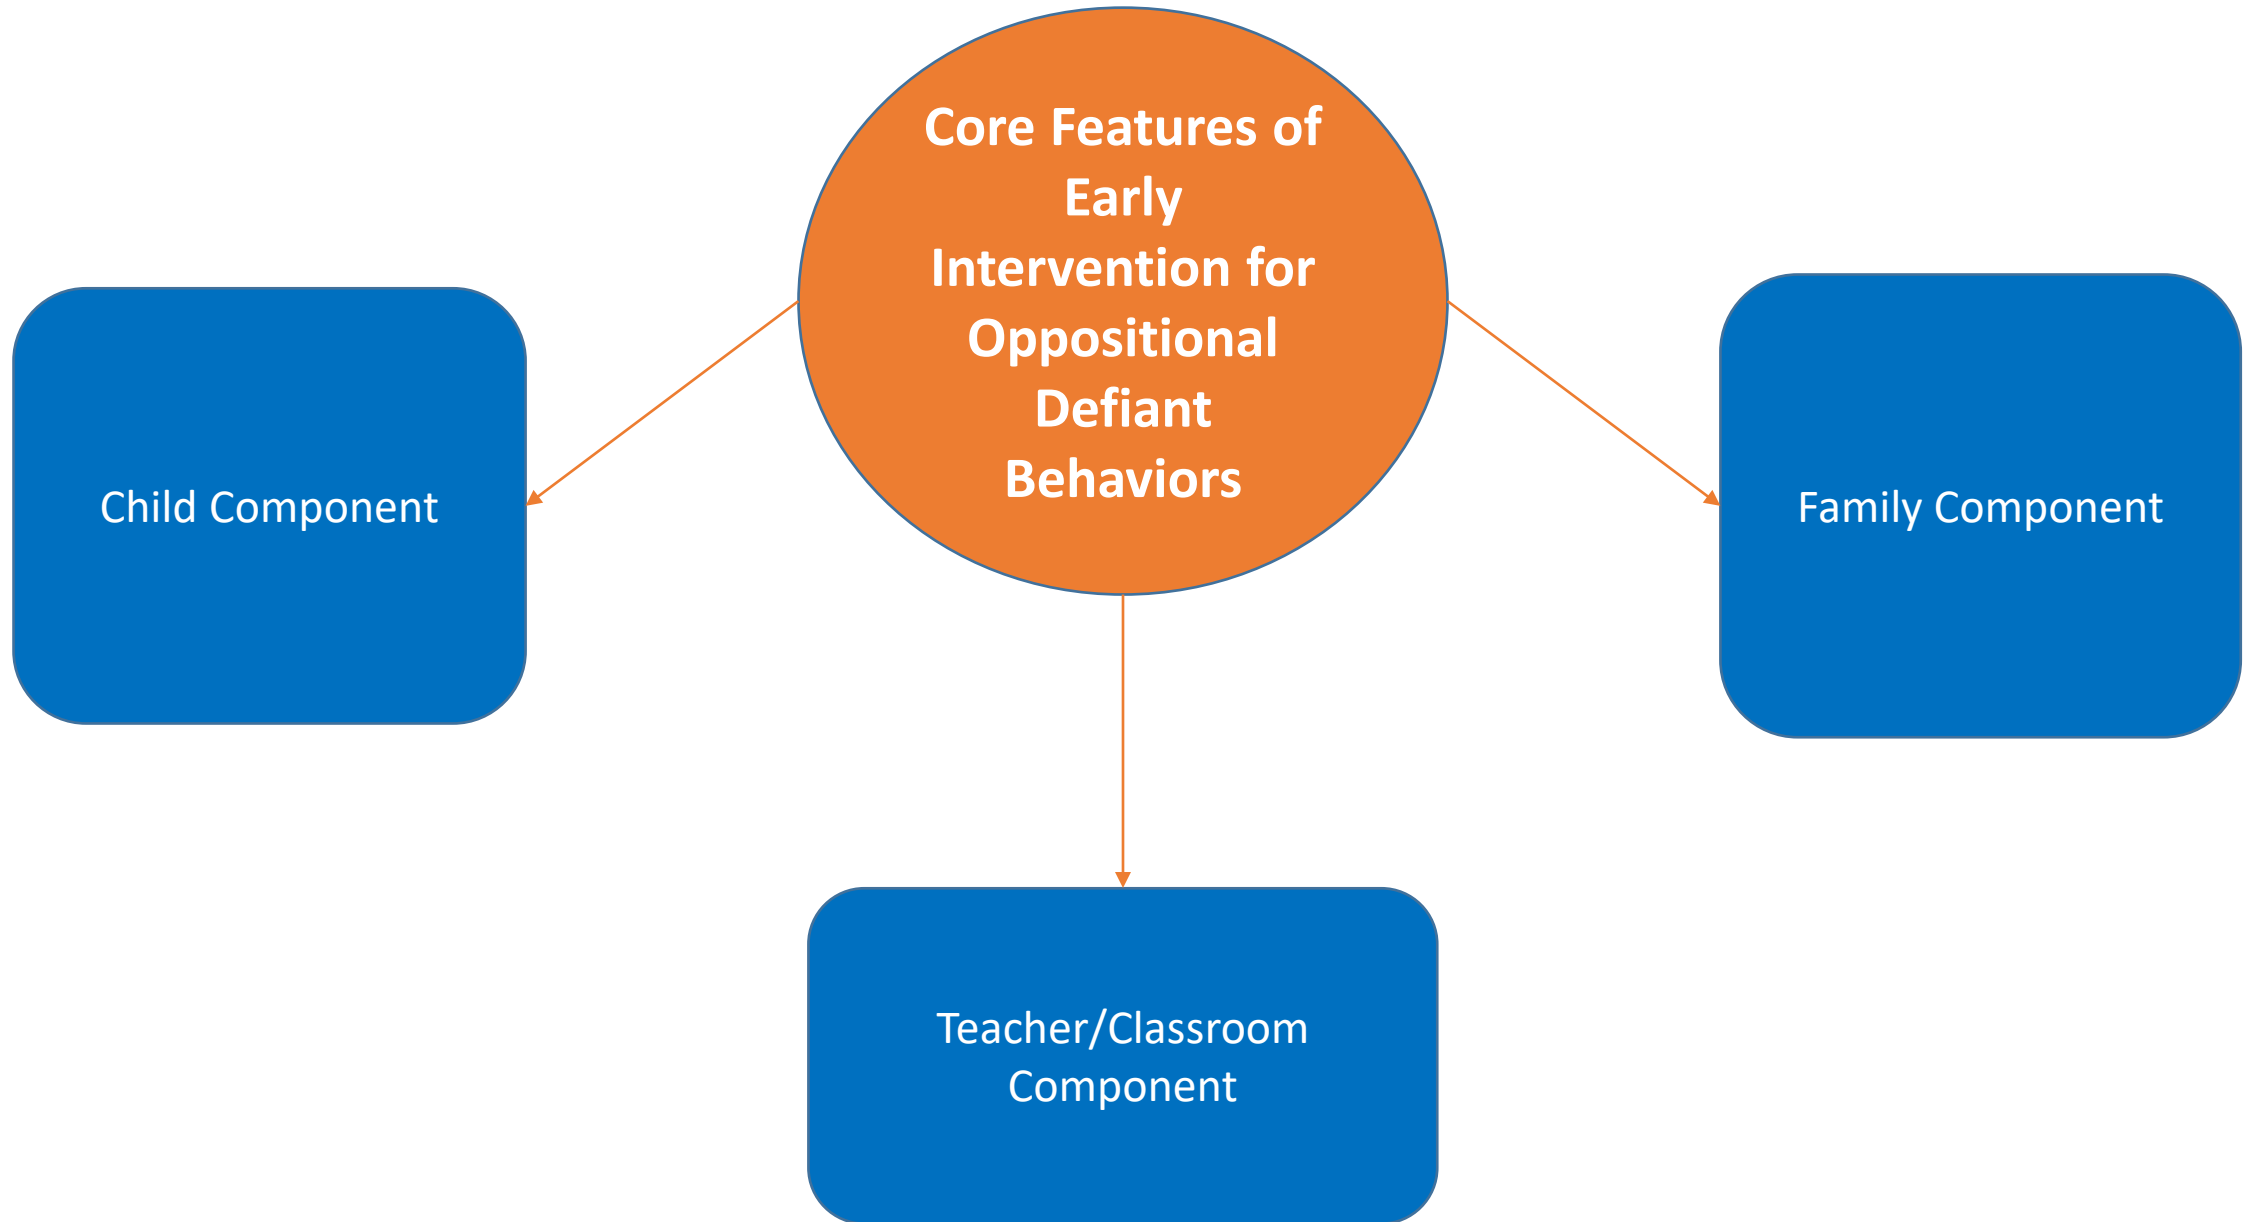 Core Features of
Early
Intervention for
Oppositional
Defiant
Behaviors
Child Component
Family Component
Teacher/Classroom
Component